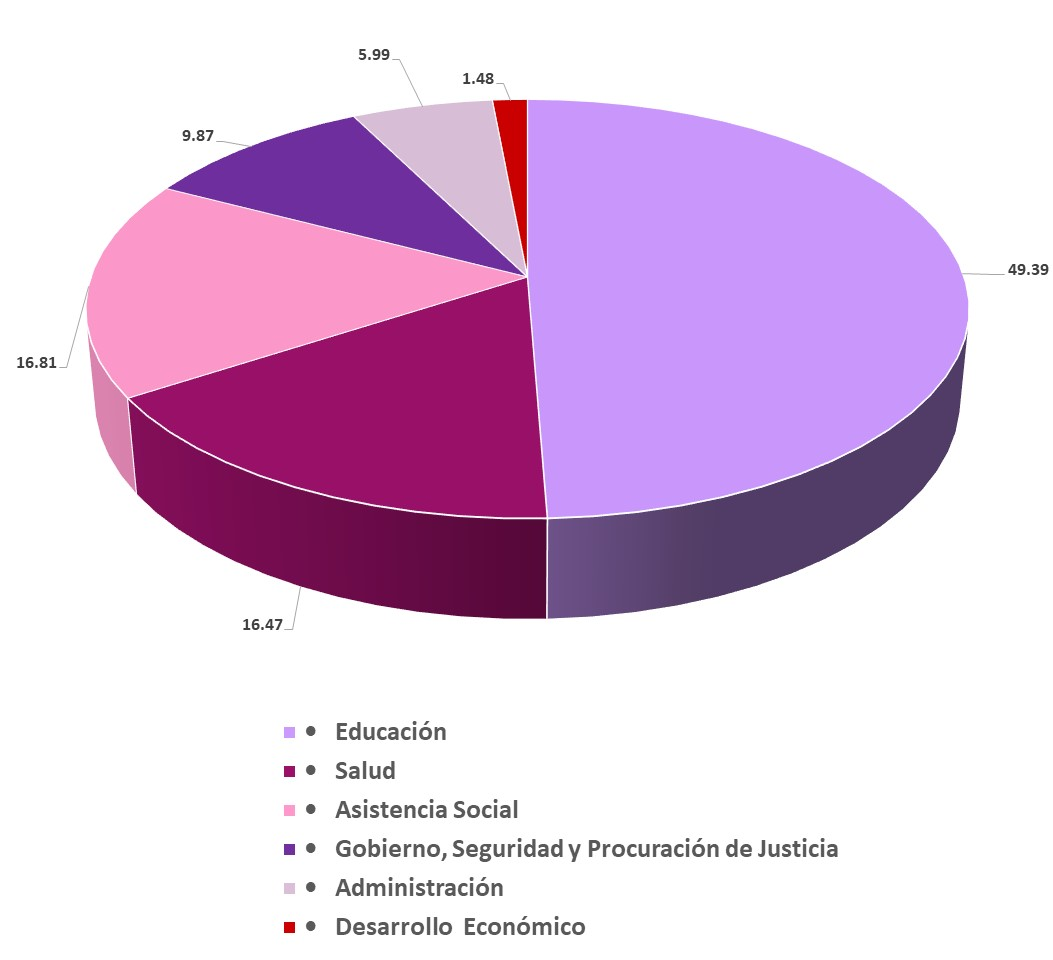 5.99
1.48
9.87
49.39
16.81
16.47
• Educación
• Salud
• Asistencia Social
• Gobierno, Seguridad y Procuración de Justicia
• Administración
• Desarrollo Económico